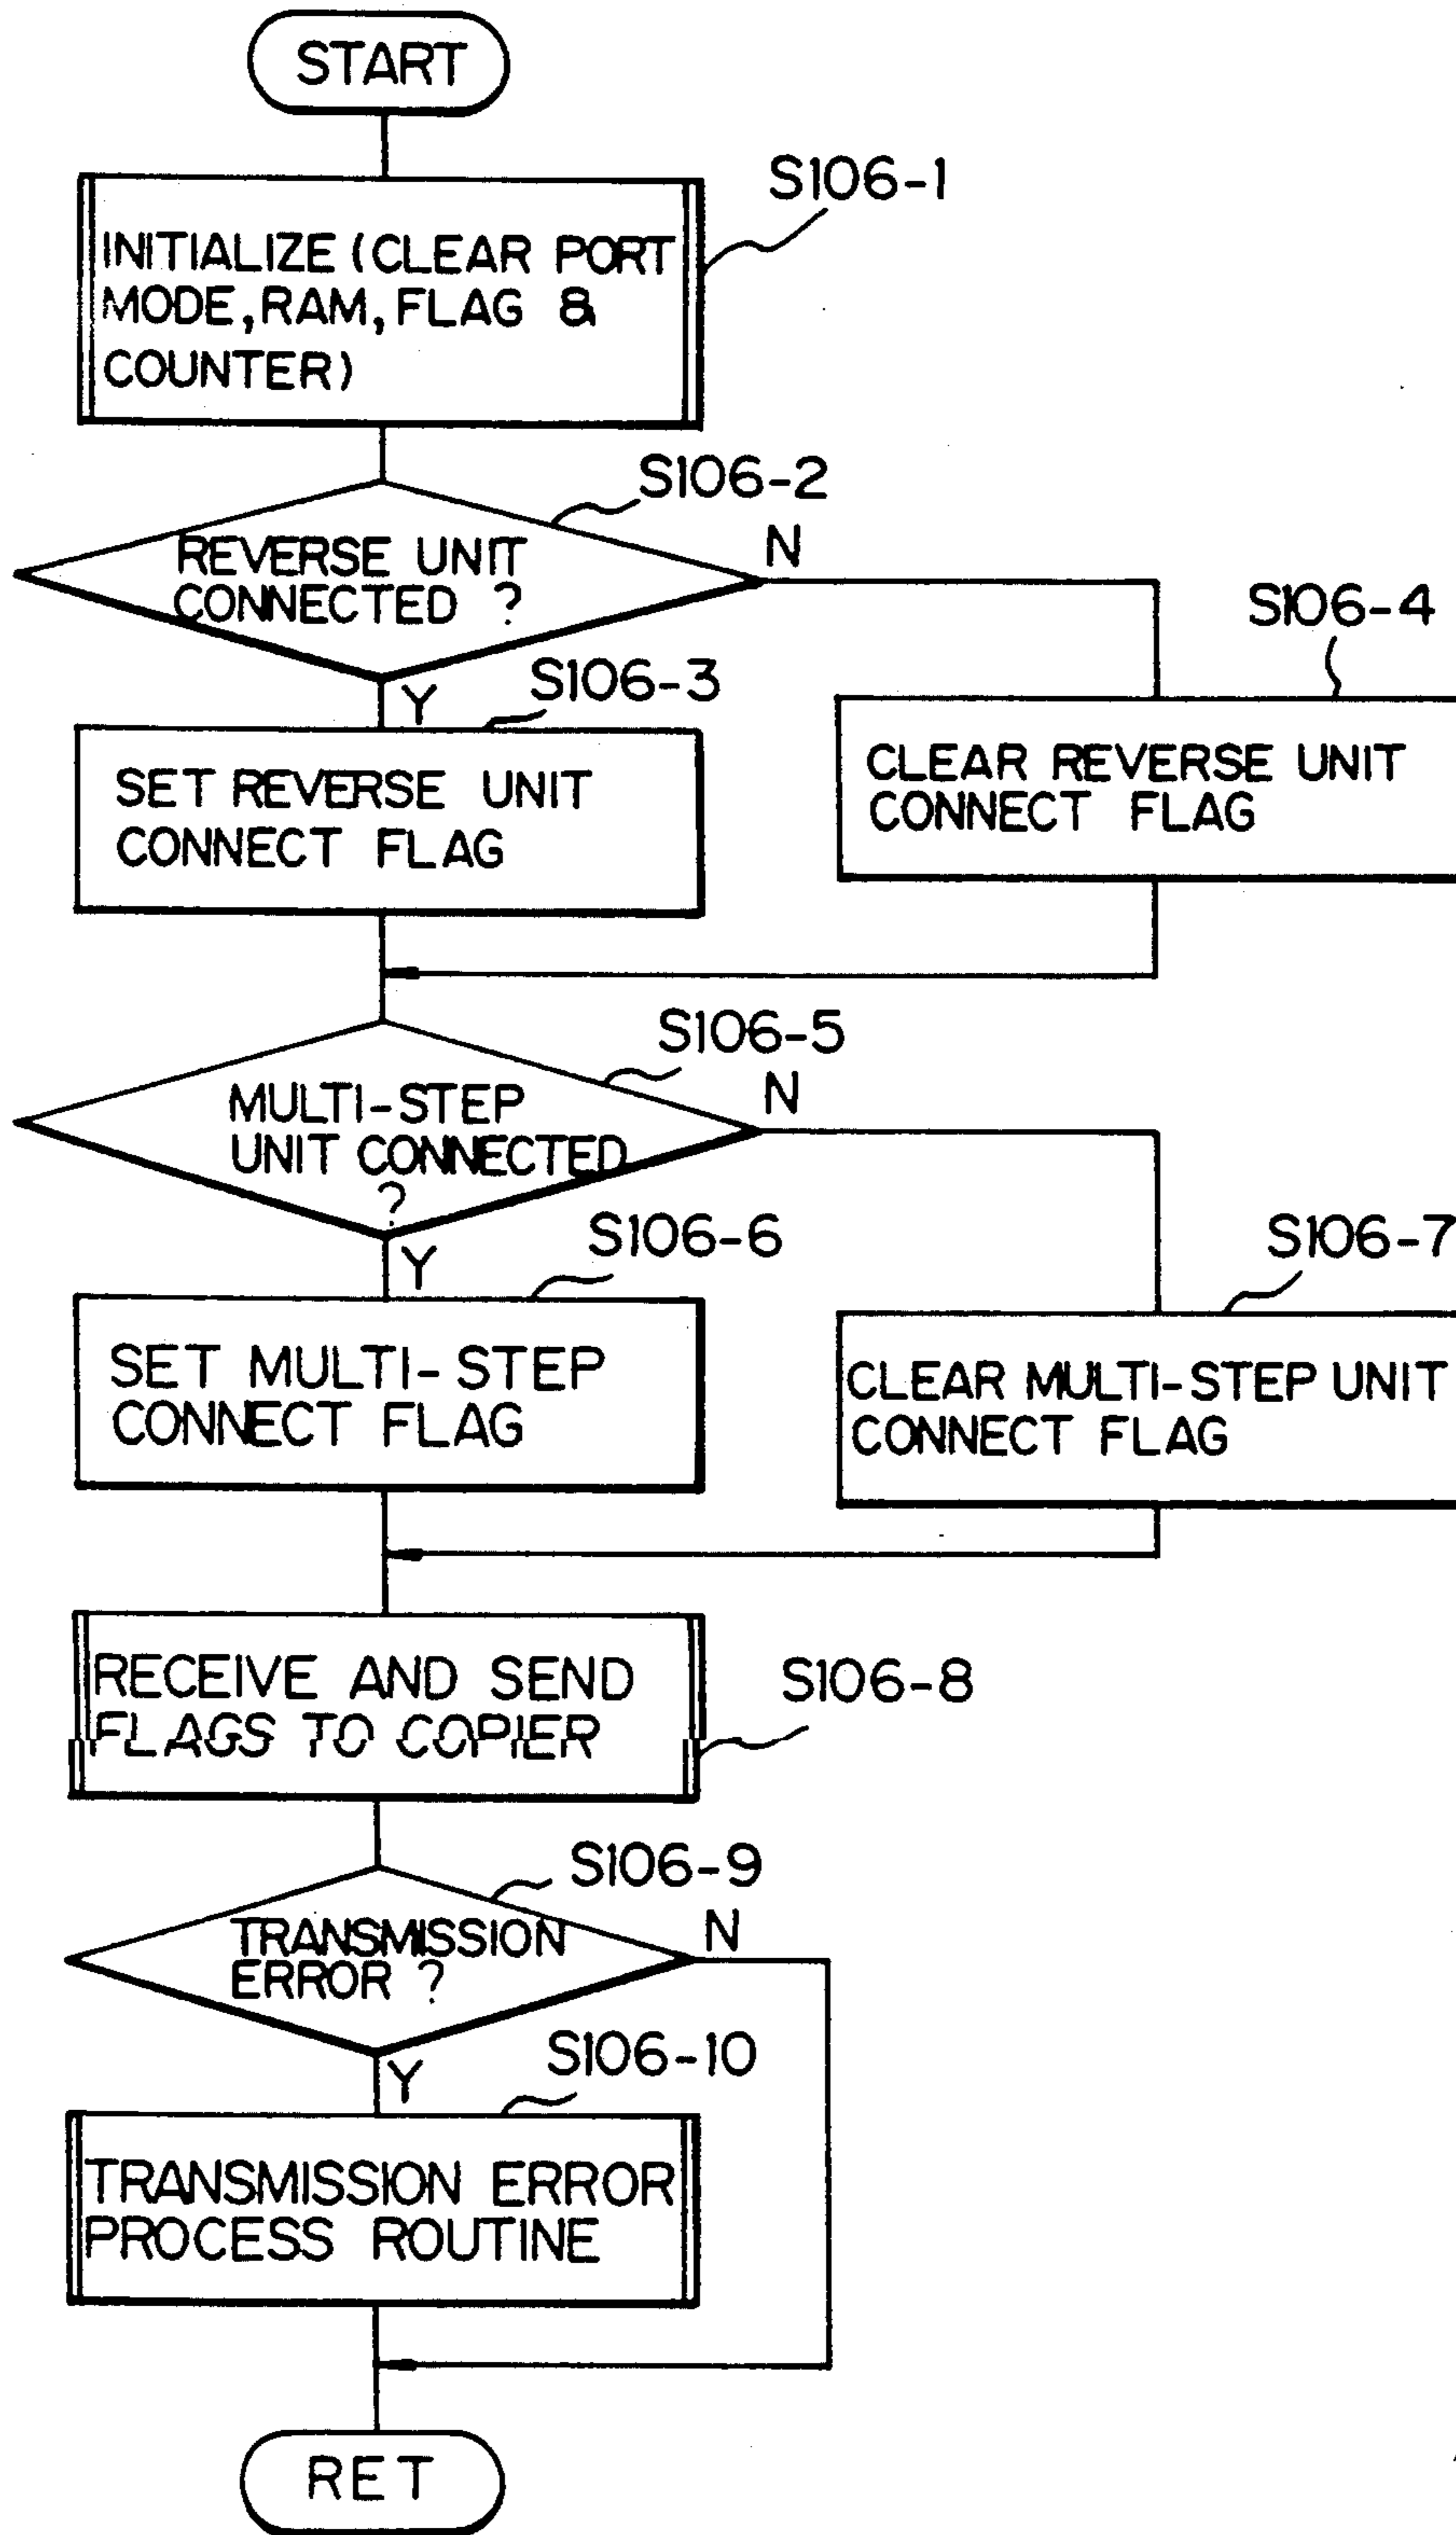 START
S106-1
INITIALIZE (CLEAR PORT
MODE, RAM, FLAG &
COUNTER)
S106-2
REVERSE UNIT
CONNECTED ?
N
Y
S106-3
S106-4
SET REVERSE UNIT
CONNECT FLAG
CLEAR REVERSE UNIT
CONNECT FLAG
S106-5
MULTI-STEP
UNIT CONNECTED
?
N
Y
S106-6
S106-7
SET MULTI-STEP
CONNECT FLAG
CLEAR MULTI-STEP UNIT
CONNECT FLAG
RECEIVE AND SEND
FLAGS TO COPIER
S106-8
S106-9
TRANSMISSION
ERROR ?
N
Y
S106-10
TRANSMISSION ERROR
PROCESS ROUTINE
RET